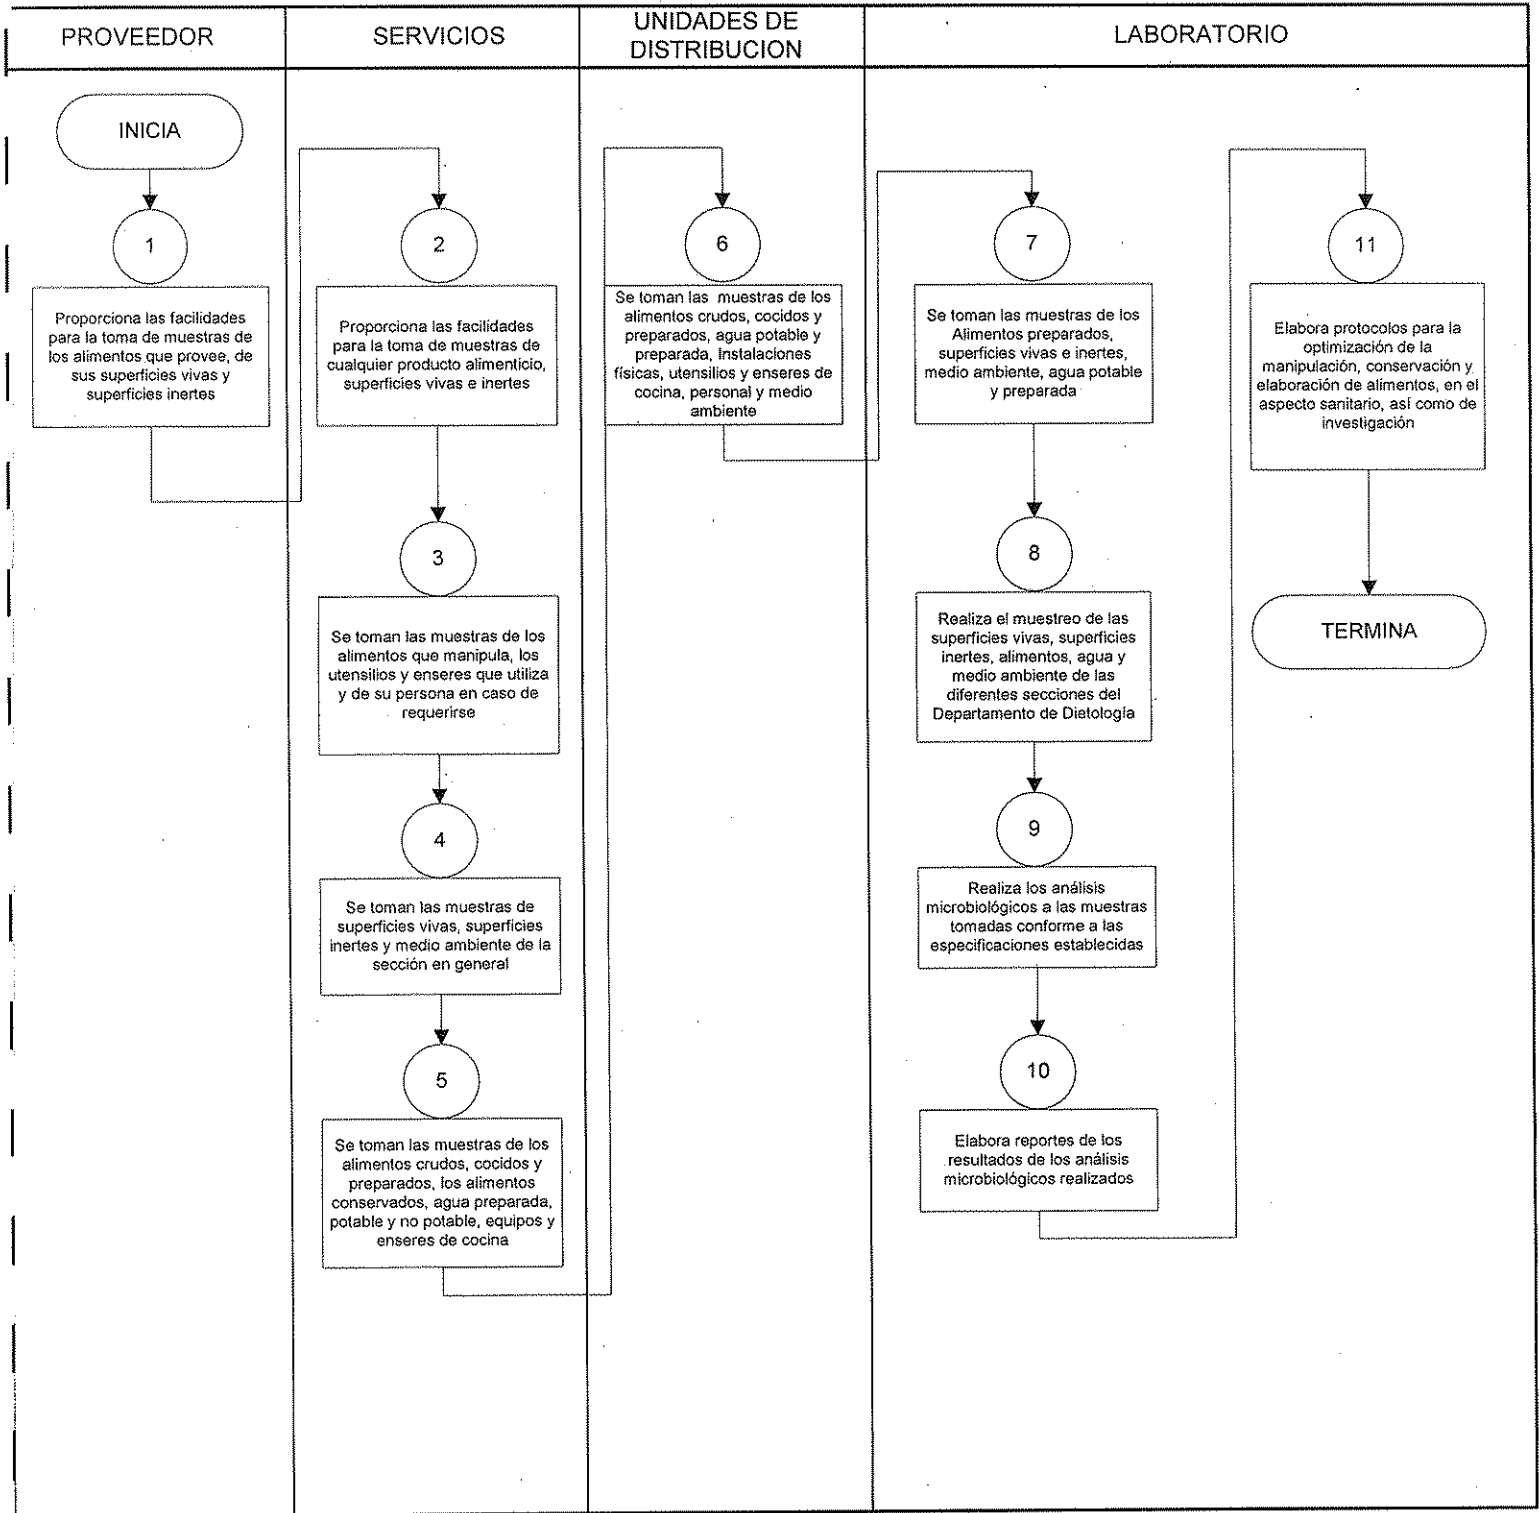 PROVEEDOR
SERVICIOS
UNIDADES DE
DISTRIBUCION
LABORATORIO
INICIA
1
Proporciona las facilidades
para la toma de muestras de
los alimentos que provee, de
sus superficies vivas y
superficies inertes
2
Proporciona las facilidades
para la toma de muestras de
cualquier producto alimenticio,
superficies vivas e inertes
3
Se toman las muestras de los
alimentos que manipula, los
utensilios y enseres que utiliza
y de su persona en caso de
requerirse
4
Se toman las muestras de
superficies vivas, superficies
inertes y medio ambiente de la
sección en general
5
Se toman las muestras de los
alimentos crudos, cocidos y
preparados, los alimentos
conservados, agua preparada,
potable y no potable, equipos y
enseres de cocina
6
Se toman las muestras de los
alimentos crudos, cocidos y
preparados, agua potable y
preparada, Instalaciones
físicas, utensilios y enseres de
cocina, personal y medio
ambiente
7
Se toman las muestras de los
Alimentos preparados,
superficies vivas e inertes,
medio ambiente, agua potable
y preparada
8
Realiza el muestreo de las
superficies vivas, superficies
inertes, alimentos, agua y
medio ambiente de las
diferentes secciones del
Departamento de Dietología
9
Realiza los análisis
microbiológicos a las muestras
tomadas conforme a las
especificaciones establecidas
10
Elabora reportes de los
resultados de los análisis
microbiológicos realizados
11
Elabora protocolos para la
optimización de la
manipulación, conservación y
elaboración de alimentos, en el
aspecto sanitario, así como de
investigación
TERMINA